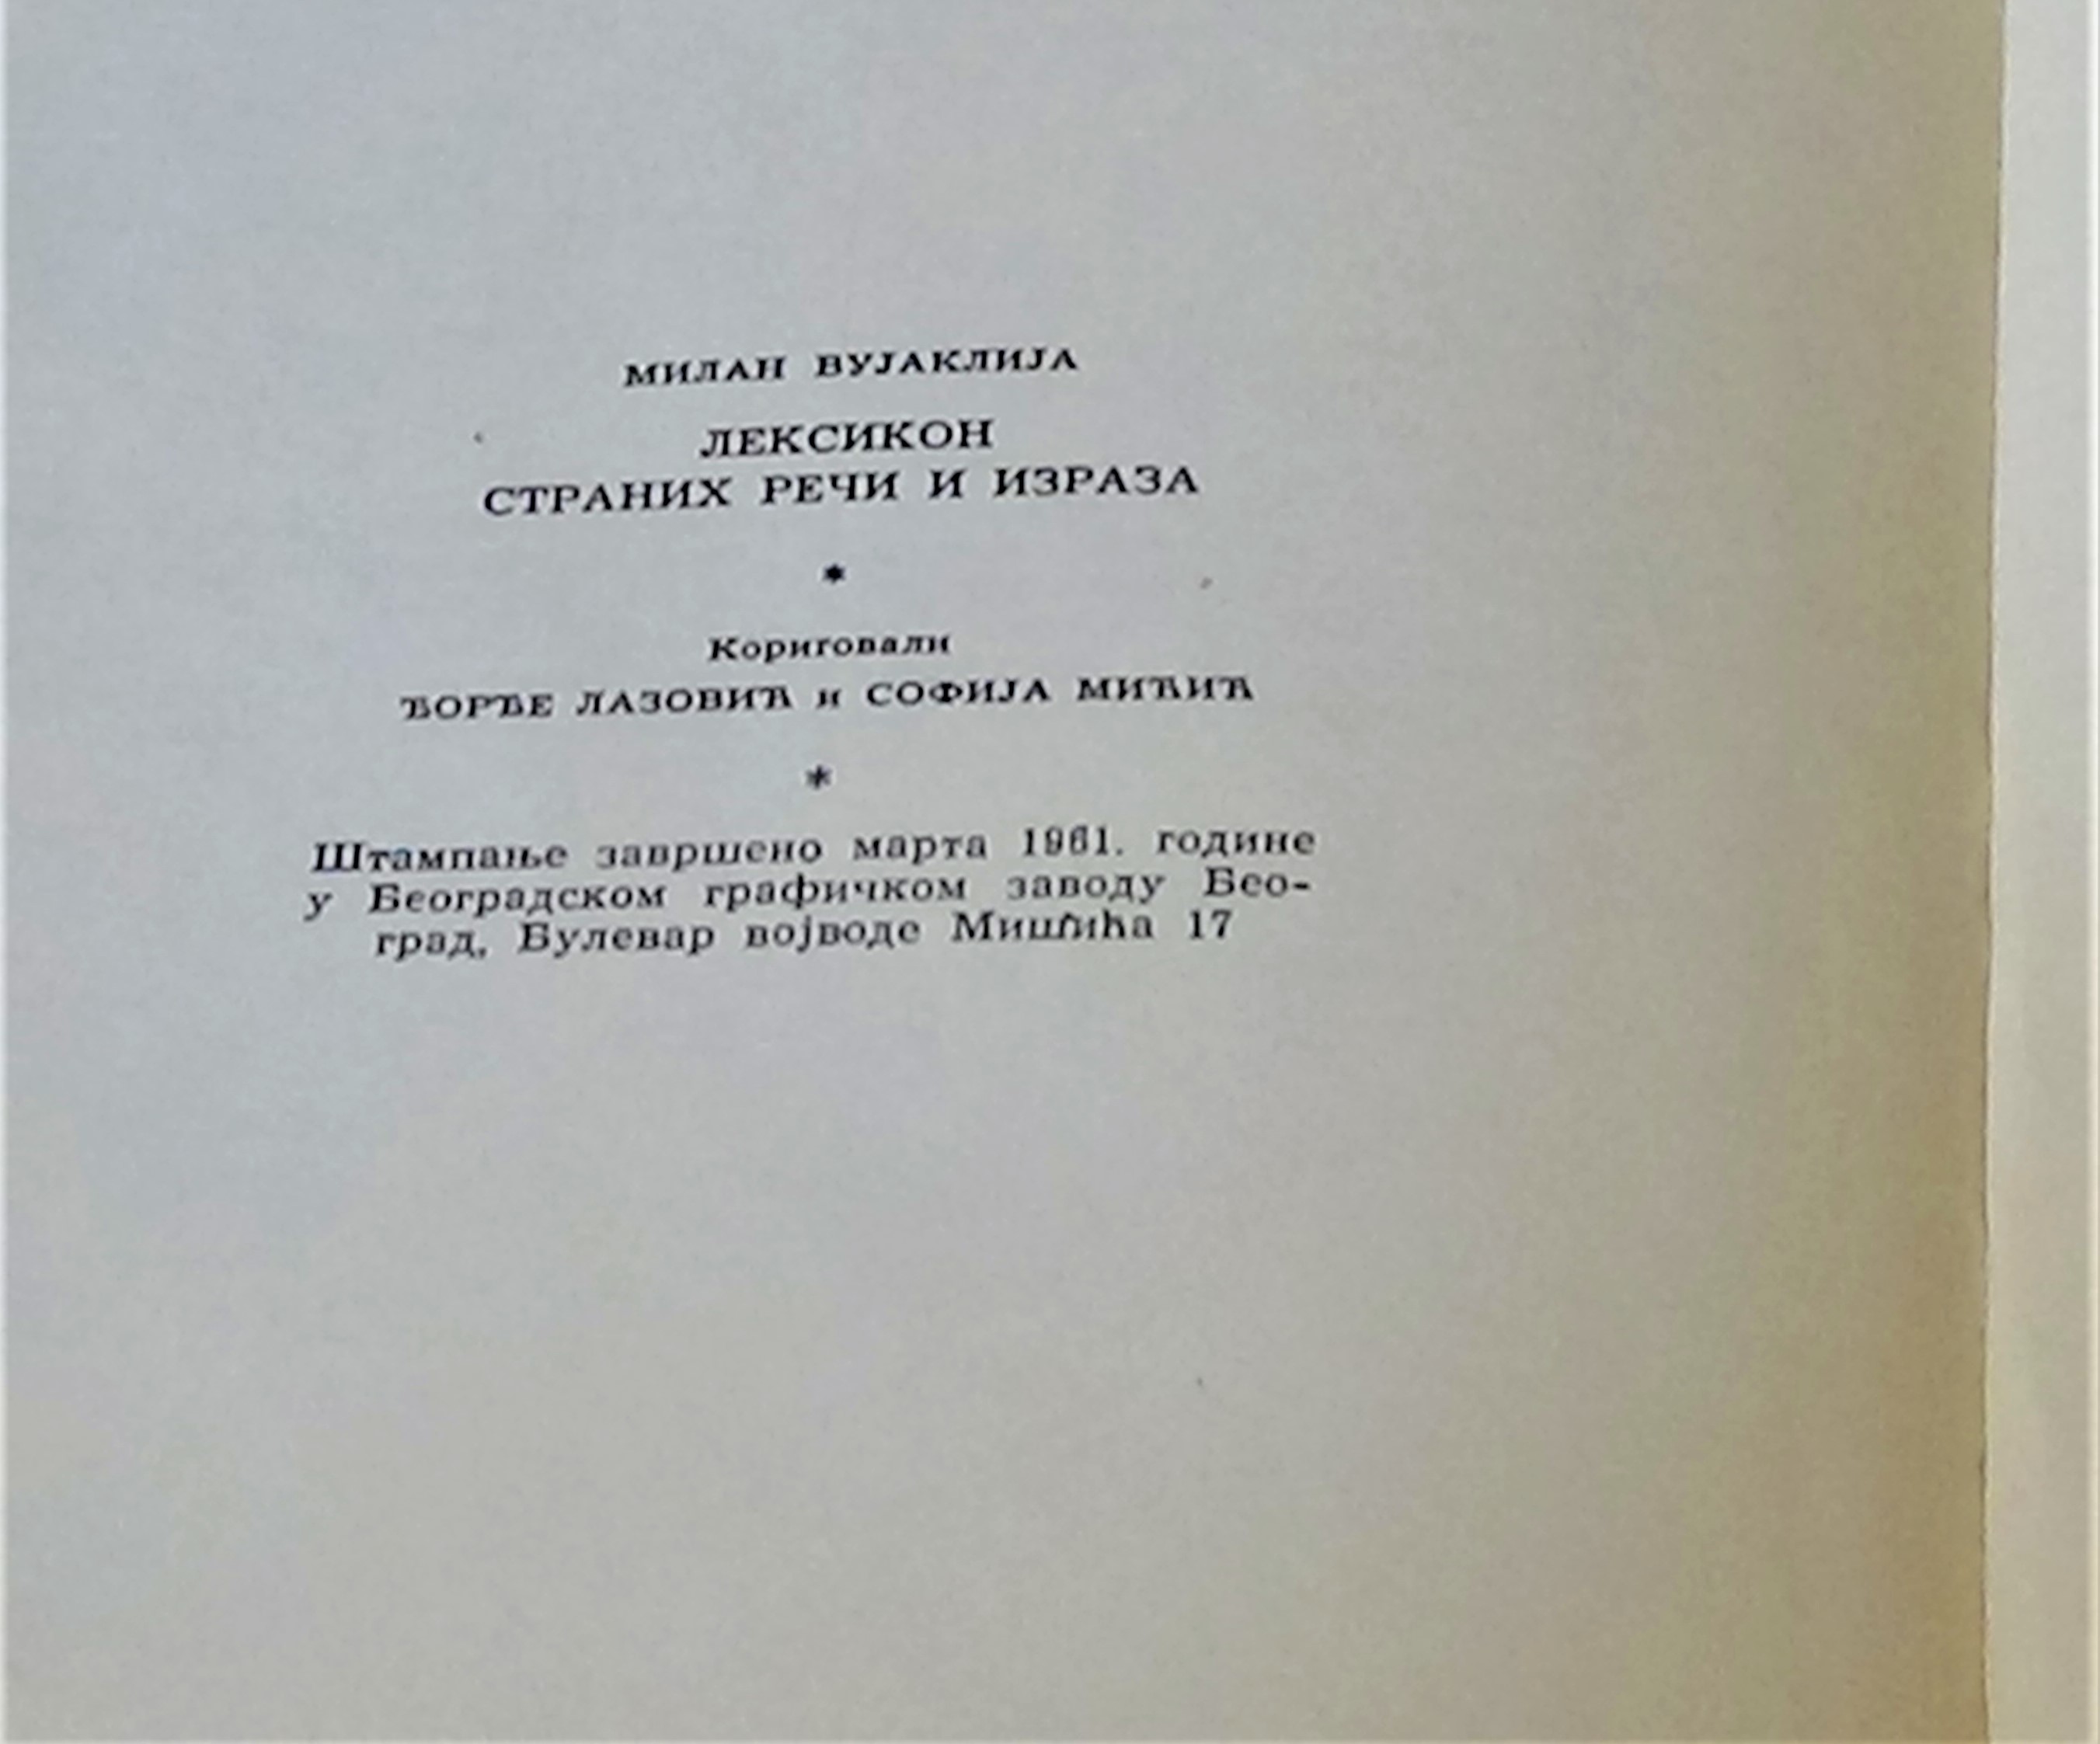 МИЛАН ВУЈАКЛИЈА
ЛЕКСИКОН
СТРАНИХ РЕЧИ И ИЗРАЗА
*
Кориговали
ЂОРЂЕ ЛАЗОВИЋ и СОФИЈА МИЋИЋ
*
Штампање завршено марта 1961. године
у Београдском графичком заводу Бео-
град, Булевар војводе Мишића 17